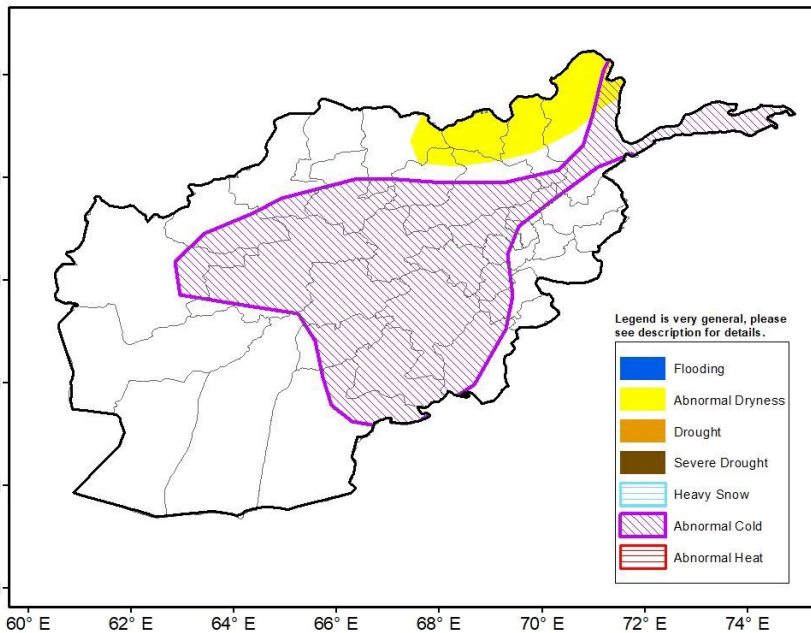 Legend is very general, please
see description for details.
Flooding
Abnormal Dryness
Drought
Severe Drought
Heavy Snow
Abnormal Cold
Abnormal Heat
60° E 62° E 64° E 66° E 68° E 70° E 72° E 74° E